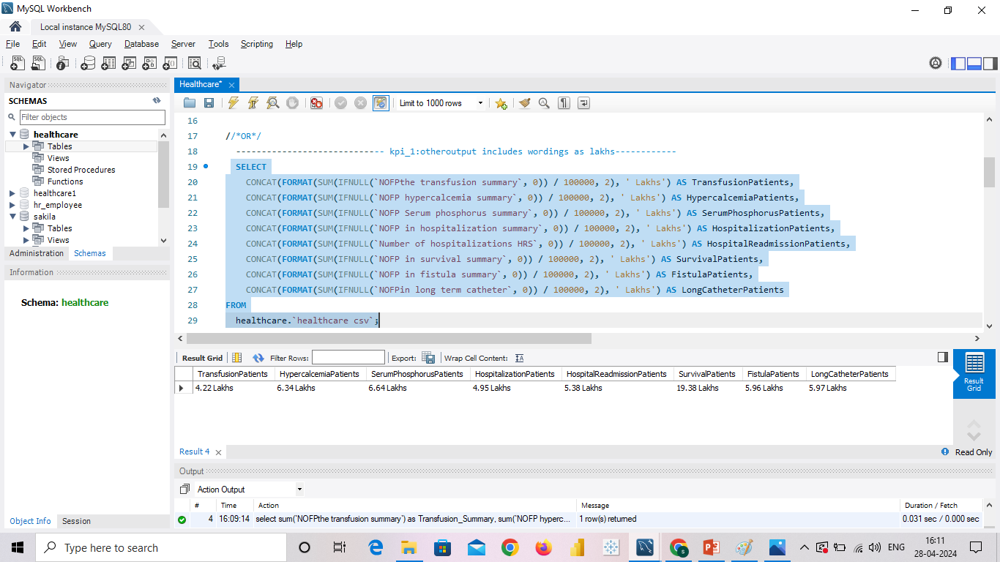 MySQL Workbench
Local instance MySQL80
File Edit View Query Database Server Tools Scripting Help
Navigator
SCHEMAS
Filter objects
healthcare
Tables
Views
Stored Procedures
Functions
healthcare1
hr_employee
sakila
Tables
Views
Administration Schemas
Information
Schema: healthcare
Object Info Session
Healthcare*
Limit to 1000 rows
16
17 //*OR*/
18 ----------------------------- kpi_1:otheroutput includes wordings as lakhs------------
19 SELECT
20 CONCAT(FORMAT(SUM(IFNULL(`NOFPthe transfusion summary`, 0)) / 100000, 2), ' Lakhs') AS TransfusionPatients,
21 CONCAT(FORMAT(SUM(IFNULL(`NOFP hypercalcemia summary`, 0)) / 100000, 2), ' Lakhs') AS HypercalcemiaPatients,
22 CONCAT(FORMAT(SUM(IFNULL(`NOFP Serum phosphorus summary`, 0)) / 100000, 2), ' Lakhs') AS SerumPhosphorusPatients,
23 CONCAT(FORMAT(SUM(IFNULL(`NOFP in hospitalization summary`, 0)) / 100000, 2), ' Lakhs') AS HospitalizationPatients,
24 CONCAT(FORMAT(SUM(IFNULL(`Number of hospitalizations HRS`, 0)) / 100000, 2), ' Lakhs') AS HospitalReadmissionPatients,
25 CONCAT(FORMAT(SUM(IFNULL(`NOFP in survival summary`, 0)) / 100000, 2), ' Lakhs') AS SurvivalPatients,
26 CONCAT(FORMAT(SUM(IFNULL(`NOFP in fistula summary`, 0)) / 100000, 2), ' Lakhs') AS FistulaPatients,
27 CONCAT(FORMAT(SUM(IFNULL(`NOFPin long term catheter`, 0)) / 100000, 2), ' Lakhs') AS LongCatheterPatients
28 FROM
29 healthcare.`healthcare csv`;
Result Grid Filter Rows: Export: Wrap Cell Content:
TransfusionPatients HypercalcemiaPatients SerumPhosphorusPatients HospitalizationPatients HospitalReadmissionPatients SurvivalPatients FistulaPatients LongCatheterPatients
4.22 Lakhs 6.34 Lakhs 6.64 Lakhs 4.95 Lakhs 5.38 Lakhs 19.38 Lakhs 5.96 Lakhs 5.97 Lakhs
Result
Grid
Result 4 Read Only
Output
Action Output
# Time Action Message Duration / Fetch
4 16:09:14 select sum(`NOFPthe transfusion summary`) as Transfusion_Summary, sum(`NOFP hyperc... 1 row(s) returned 0.031 sec / 0.000 sec
Type here to search
ENG
16:11
28-04-2024